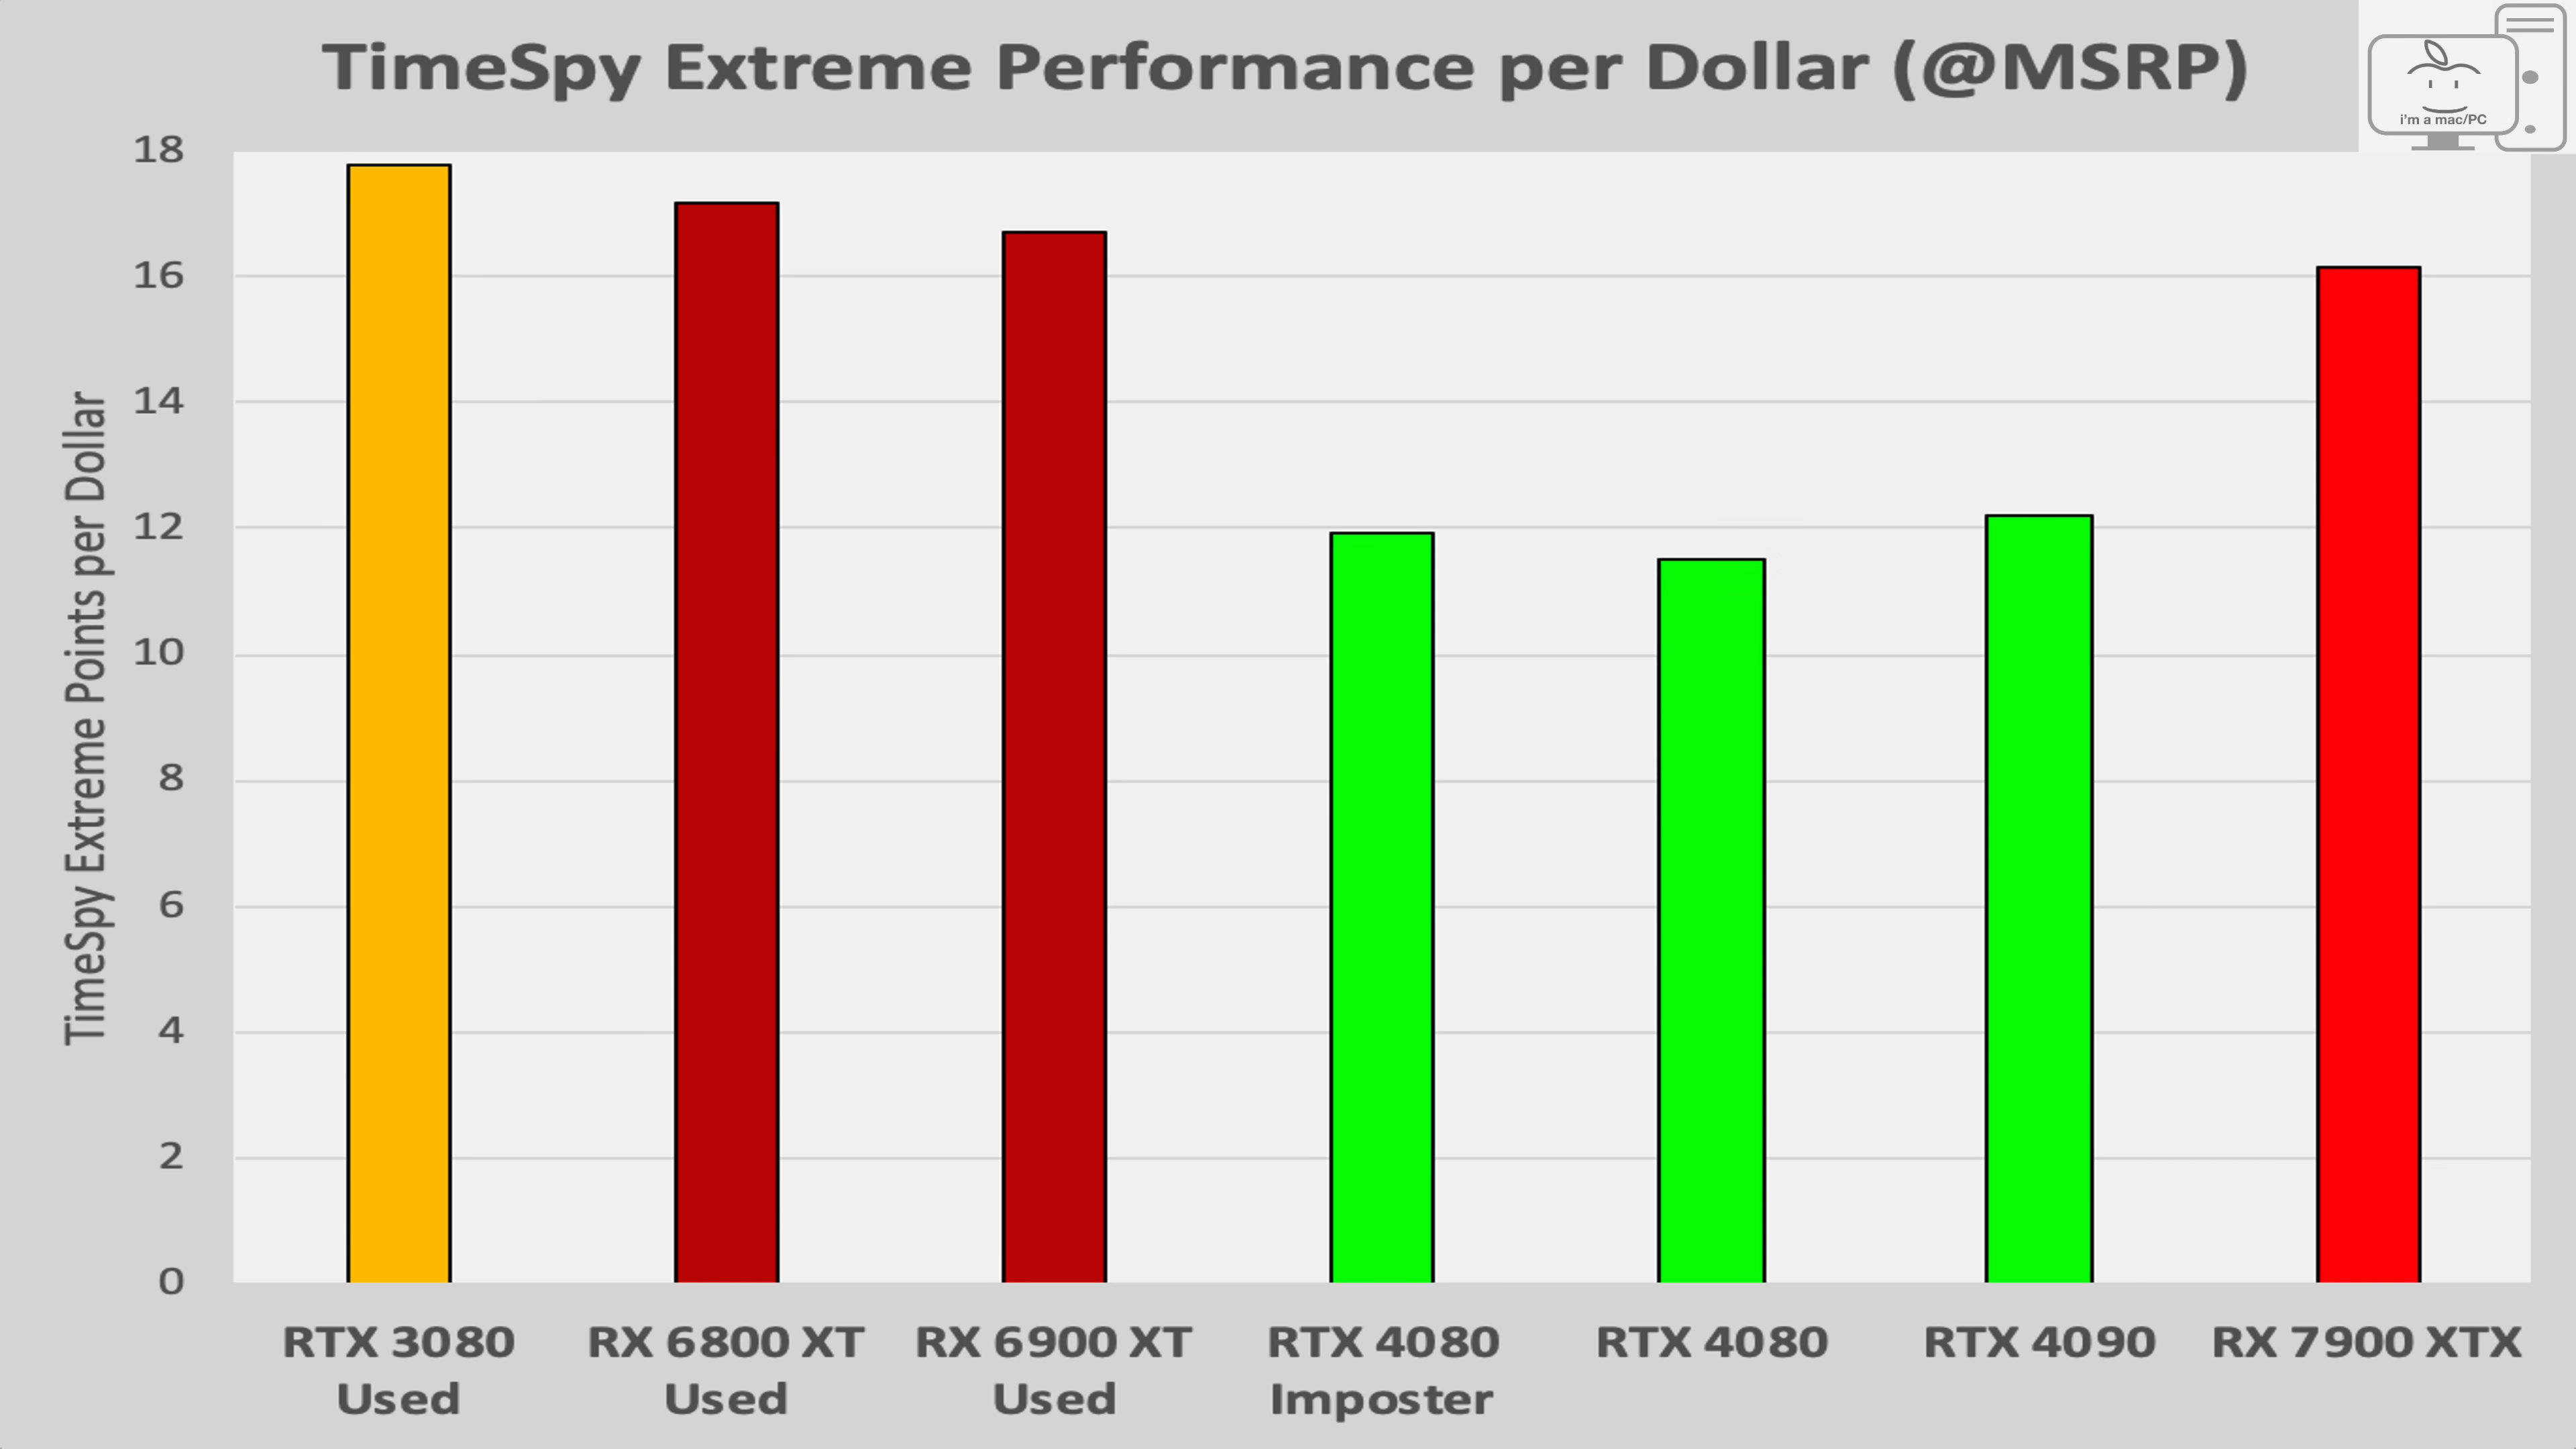 TimeSpy Extreme Performance per Dollar (@MSRP)
i'm a mac/PC
TimeSpy Extreme Points per Dollar
18
16
14
12
10
8
6
4
2
0
RTX 3080 Used
RX 6800 XT Used
RX 6900 XT Used
RTX 4080 Imposter
RTX 4080
RTX 4090
RX 7900 XTX